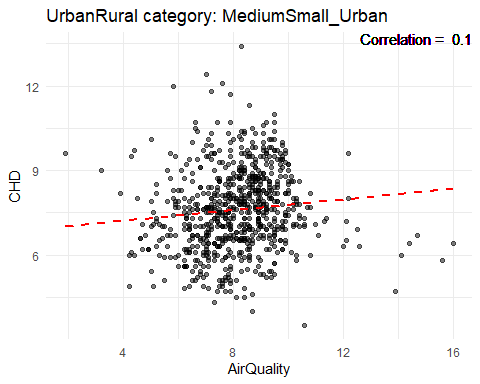 UrbanRural category: MediumSmall_Urban
Correlation = 0.1
12
9
6
CHD
4
8
12
16
AirQuality